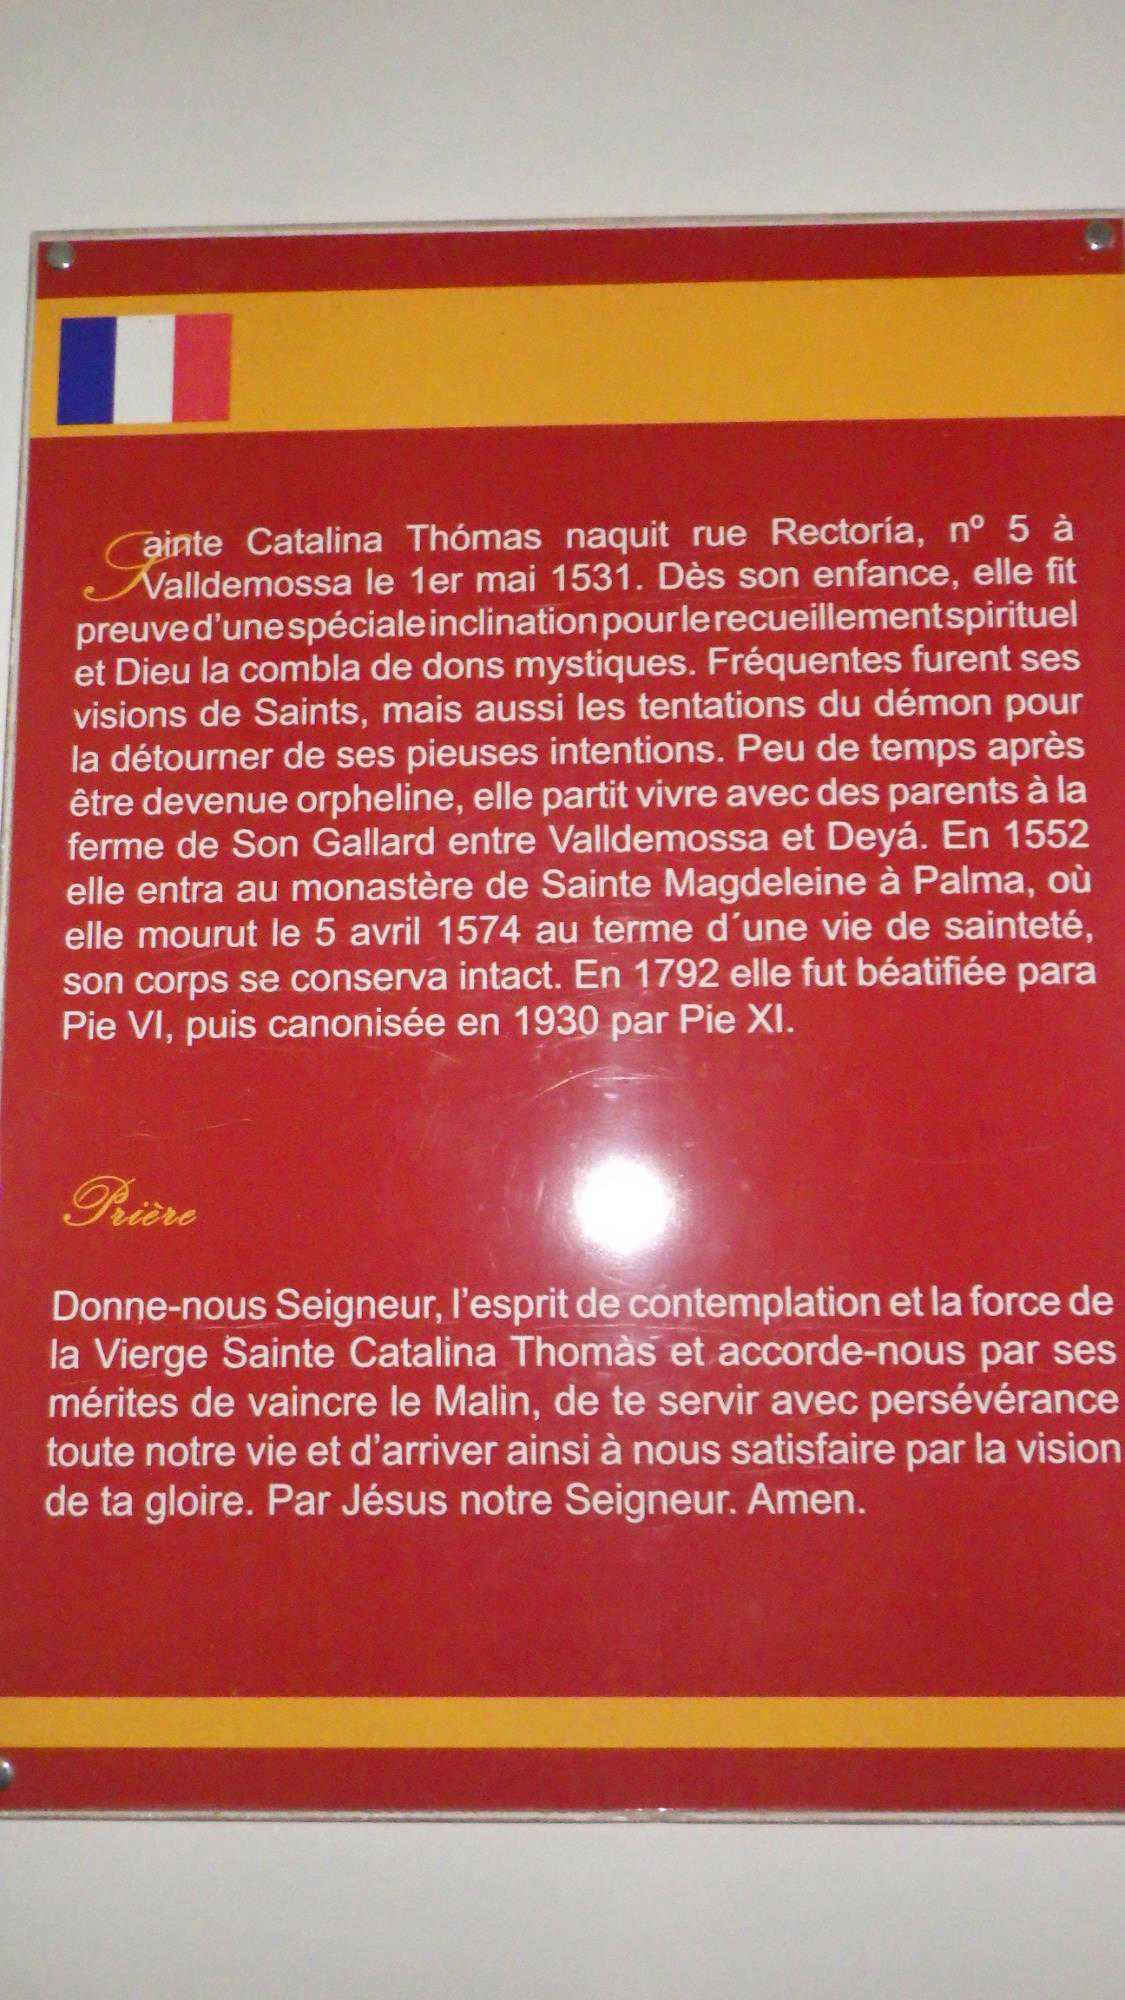 Sainte Catalina Thómas naquit rue Rectoría, nº 5 à
Valldemossa le 1er mai 1531. Dès son enfance, elle fit
preuve d'une spéciale inclination pour le recueillement spirituel
et Dieu la combla de dons mystiques. Fréquentes furent ses
visions de Saints, mais aussi les tentations du démon pour
la détourner de ses pieuses intentions. Peu de temps après
être devenue orpheline, elle partit vivre avec des parents à la
ferme de Son Gallard entre Valldemossa et Deyá. En 1552
elle entra au monastère de Sainte Magdeleine à Palma, où
elle mourut le 5 avril 1574 au terme d´une vie de sainteté,
son corps se conserva intact. En 1792 elle fut béatifiée para
Pie VI, puis canonisée en 1930 par Pie XI.
Prïère
Donne-nous Seigneur, l'esprit de contemplation et la force de
la Vierge Sainte Catalina Thomàs et accorde-nous par ses
mérites de vaincre le Malin, de te servir avec persévérance
toute notre vie et d'arriver ainsi à nous satisfaire par la vision
de ta gloire. Par Jésus notre Seigneur. Amen.